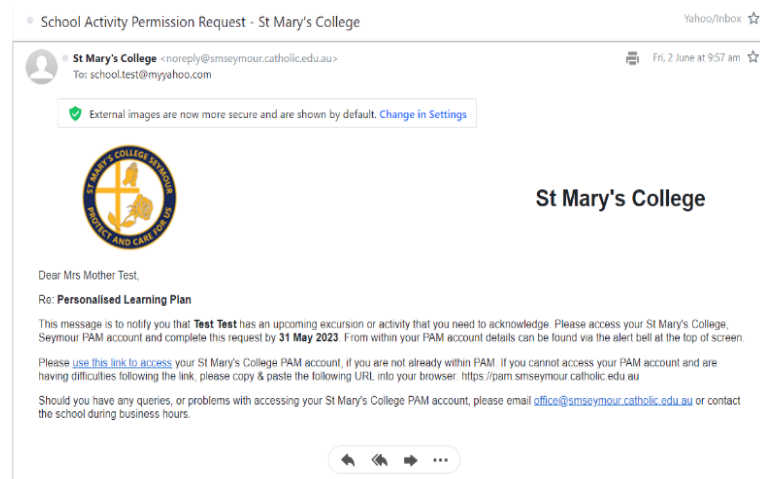 School Activity Permission Request - St Mary's College
Yahoo/Inbox
St Mary's College <noreply@smseymour.catholic.edu.au>
Fri, 2 June at 9:57 am
To: school.test@myyahoo.com
External images are now more secure and are shown by default. Change in Settings
ST MARY'S COLLEGE SEYMOUR
PROTECT AND CARE FOR US
St Mary's College
Dear Mrs Mother Test,
Re: Personalised Learning Plan
This message is to notify you that Test Test has an upcoming excursion or activity that you need to acknowledge. Please access your St Mary's College,
Seymour PAM account and complete this request by 31 May 2023. From within your PAM account details can be found via the alert bell at the top of screen.
Please use this link to access your St Mary's College PAM account, if you are not already within PAM. If you cannot access your PAM account and are
having difficulties following the link, please copy & paste the following URL into your browser: https://pam.smseymour.catholic.edu.au
Should you have any queries, or problems with accessing your St Mary's College PAM account, please email office@smseymour.catholic.edu.au or contact
the school during business hours.